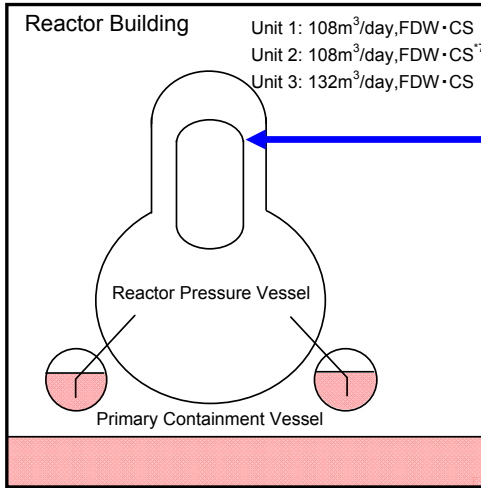 Reactor Building
Unit 1: 108m³/day,FDW・CS
Unit 2: 108m³/day,FDW・CS*7
Unit 3: 132m³/day,FDW・CS
Reactor Pressure Vessel
Primary Containment Vessel